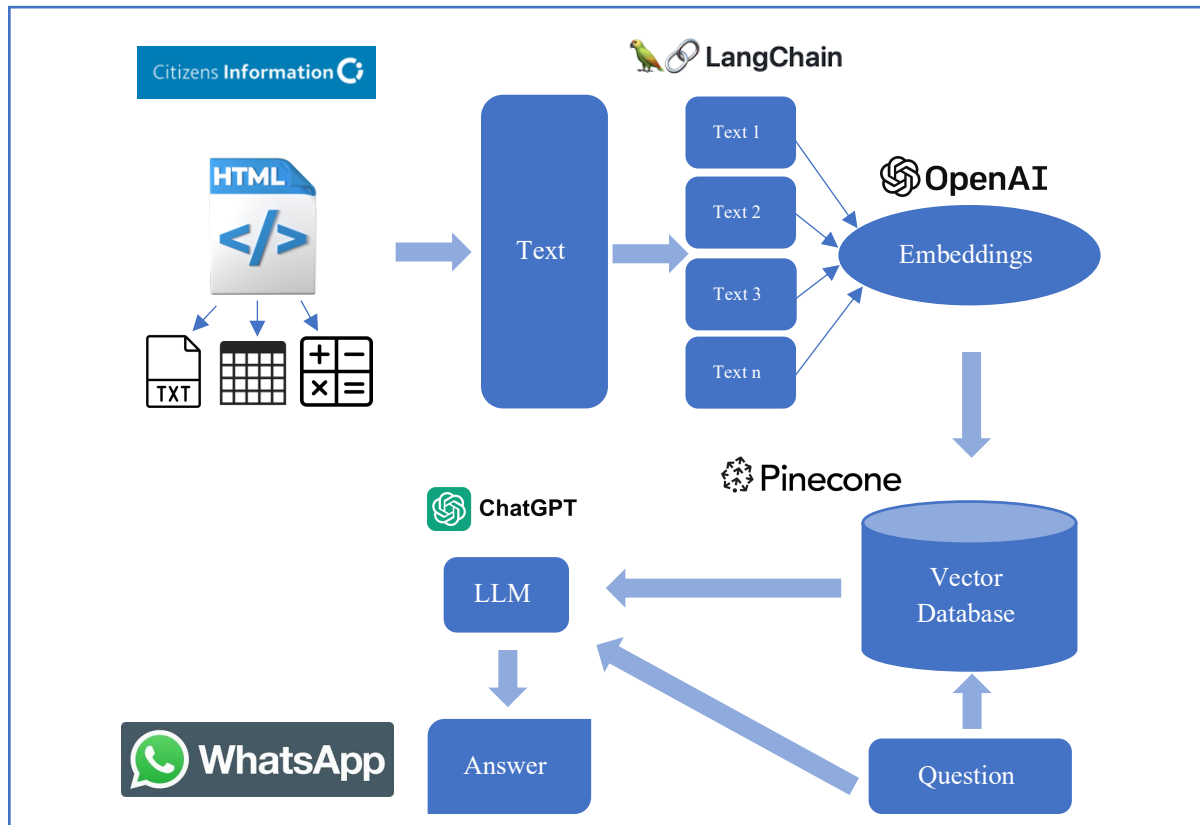 Citizens Information
LangChain
HTML
</>
Text
Text 1
Text 2
Text 3
Text n
OpenAI
Embeddings
TXT
Pinecone
ChatGPT
LLM
Vector
Database
WhatsApp
Answer
Question